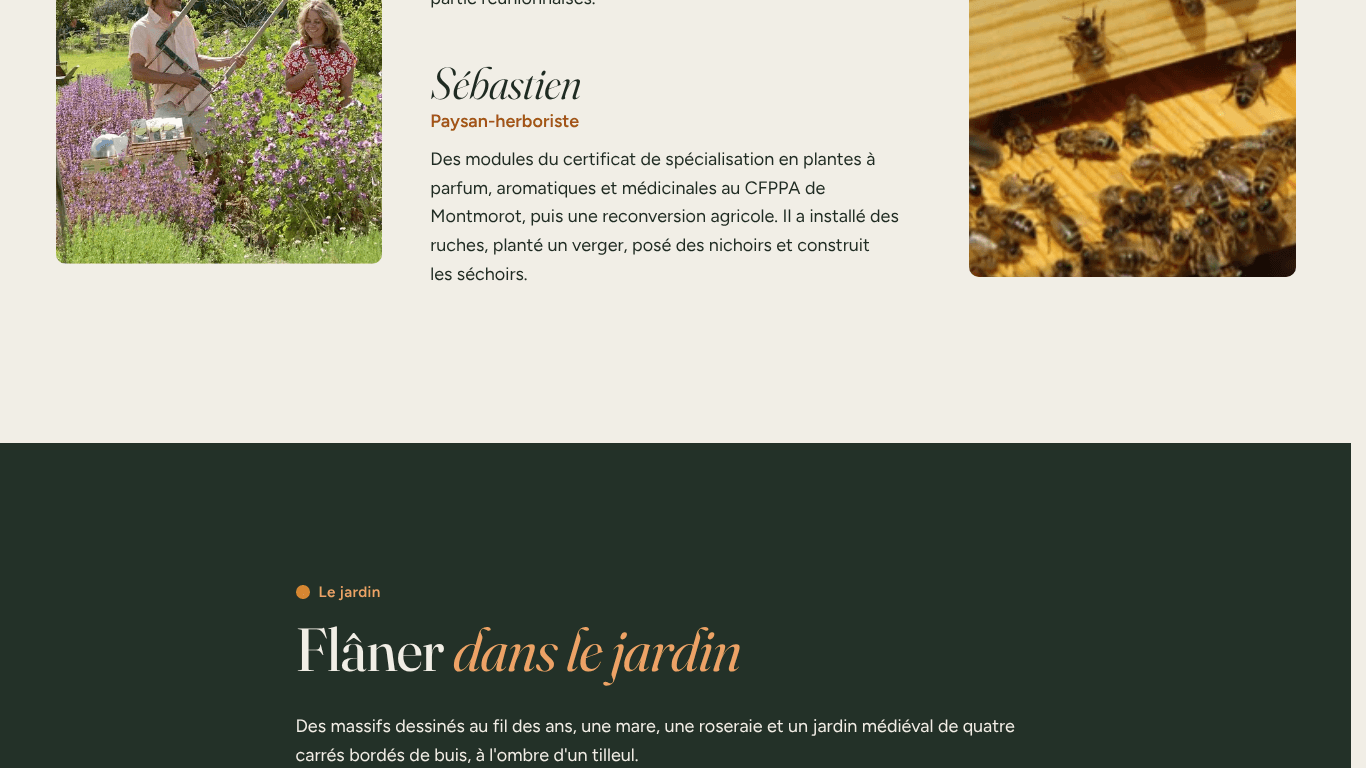 partie réunionnaises.
Sébastien
Paysan-herboriste
Des modules du certificat de spécialisation en plantes à
parfum, aromatiques et médicinales au CFPPA de
Montmorot, puis une reconversion agricole. Il a installé des
ruches, planté un verger, posé des nichoirs et construit
les séchoirs.
Le jardin
Flâner dans le jardin
Des massifs dessinés au fil des ans, une mare, une roseraie et un jardin médiéval de quatre
carrés bordés de buis, à l'ombre d'un tilleul.